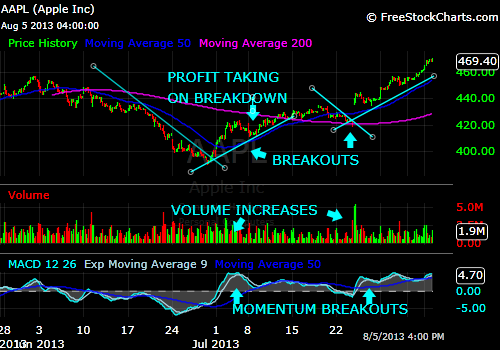 AAPL (Apple Inc)
© FreeStockCharts.com
Aug 5 2013 04:00:00
Price History Moving Average 50 Moving Average 200
469.40
460.00
PROFIT TAKING
ON BREAKDOWN
440.00
420.00
AAPL
BREAKOUTS
400.00
Apple Inc
Volume
VOLUME INCREASES
5.0M
1.9M
MACD 12 26 Exp Moving Average 9 Moving Average 50
4.70
0.00
MOMENTUM BREAKOUTS
-5.00
28 3 10 17 24 1 8 15 22
Jun 2013 Jul 2013 8/5/2013 4:00 PM